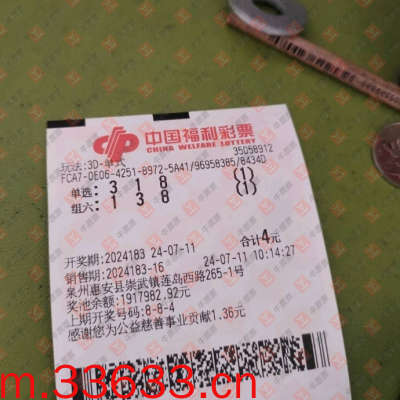 中国福利彩票
CHINA WELFARE LOTTERY
玩法:3D-单式 35D58912
FCA7-0E06-4251-8972-5A41/96958385/8434D
单选: 3 1 8 (1)
组六: 1 3 8 (1)
开奖期:2024183 24-07-11 合计4元
销售期:2024183-16 24-07-11 10:14:27
泉州惠安县崇武镇莲岛西路265-1号
奖池余额:1917982.92元
上期开奖号码:8-8-4
感谢您为公益慈善事业贡献1.36元
m.33633.cn